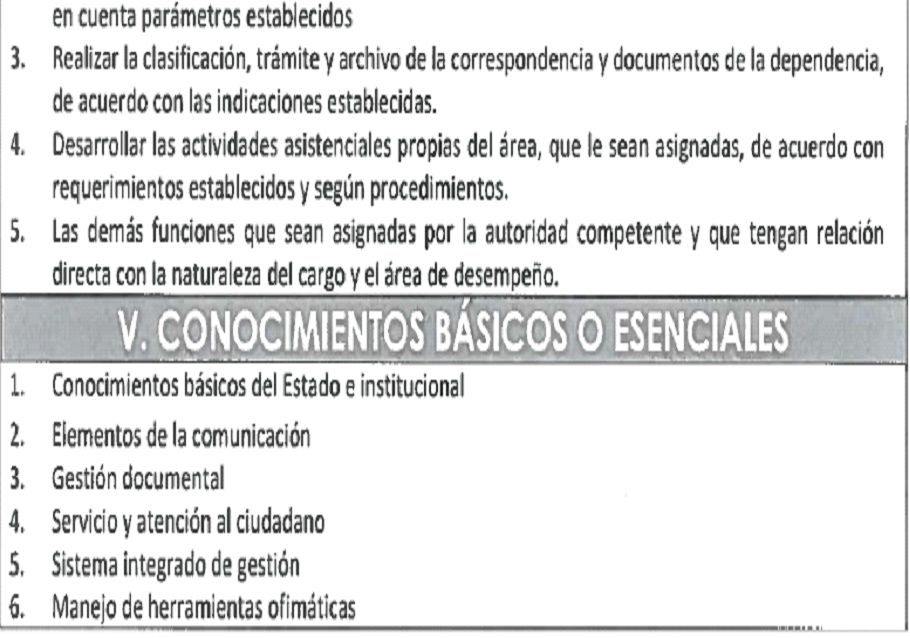 en cuenta parámetros establecidos
3. Realizar la clasificación, trámite y archivo de la correspondencia y documentos de la dependencia,
de acuerdo con las indicaciones establecidas.
4. Desarrollar las actividades asistenciales propias del área, que le sean asignadas, de acuerdo con
requerimientos establecidos y según procedimientos.
5. Las demás funciones que sean asignadas por la autoridad competente y que tengan relación
directa con la naturaleza del cargo y el área de desempeño.
V. CONOCIMIENTOS BÁSICOS O ESENCIALES
1. Conocimientos básicos del Estado e institucional
2. Elementos de la comunicación
3. Gestión documental
4. Servicio y atención al ciudadano
5. Sistema integrado de gestión
6. Manejo de herramientas ofimáticas